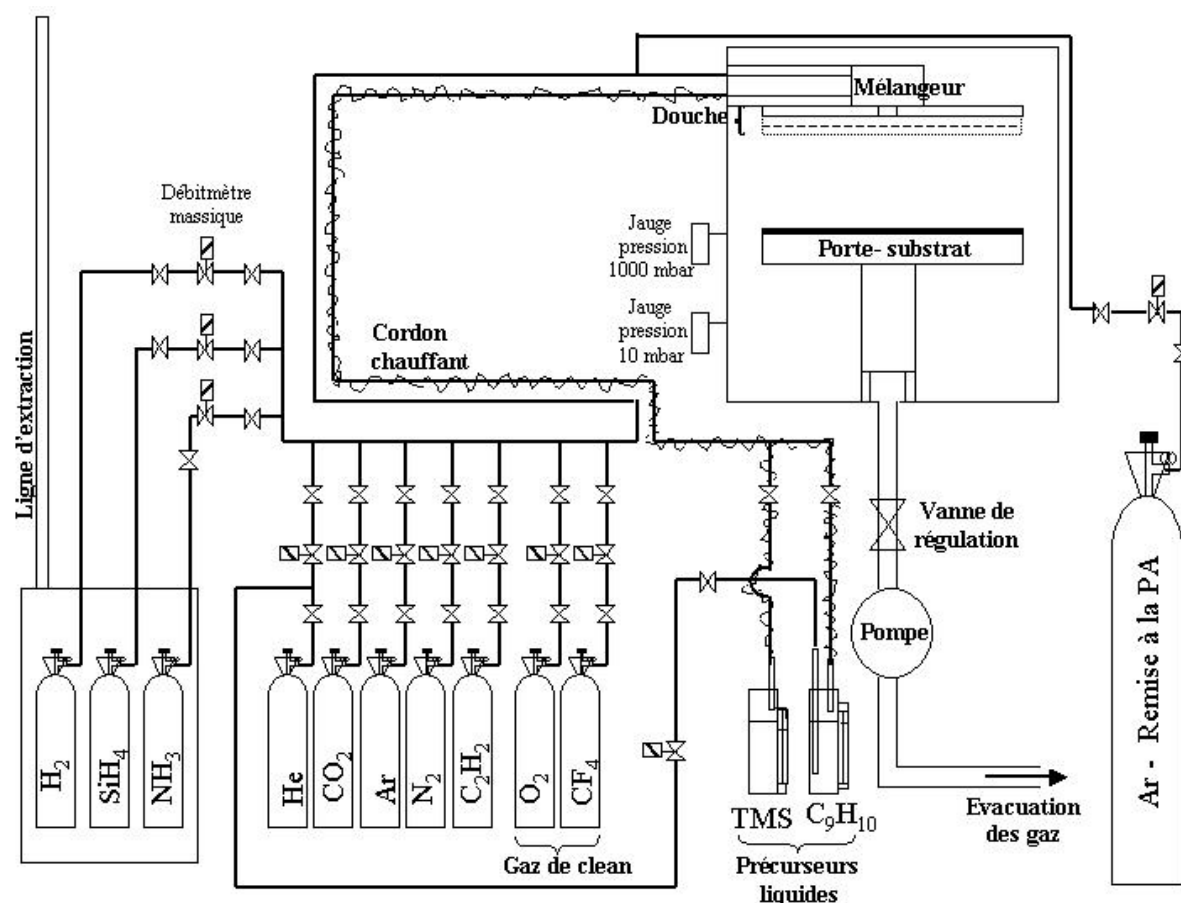 Mélangeur
Douche
Débitmètre
massique
Jauge
pression
1000 mbar
Porte- substrat
Jauge
pression
10 mbar
Cordon
chauffant
Ligne d'extraction
Vanne de
régulation
Pompe
Ar - Remise à la PA
H₂
SiH₄
NH₃
He
CO₂
Ar
N₂
C₂H₂
O₂
CF₄
TMS
C₉H₁₀
Gaz de clean
Précurseurs
liquides
Evacuation
des gaz